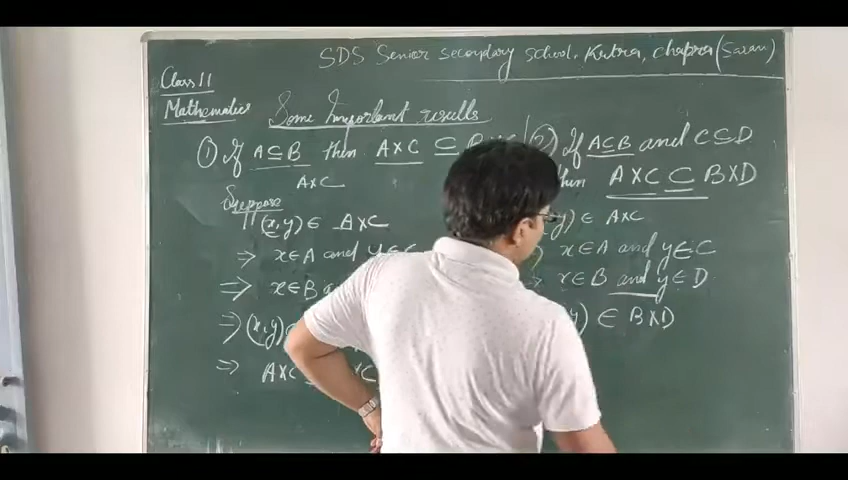 SDS Senior secondary school, Kutra, chapra (Saran)
Class 11
Mathematics
Some Important results
① If A⊆B then A×C ⊆ B
A×C
Suppose
(x,y) ∈ A×C
⇒ x∈A and y∈C
⇒ x∈B
⇒ (x,y)
⇒ A×C
② If A⊆B and C⊆D
then A×C ⊆ B×D
y) ∈ A×C
x∈A and y∈C
⇒ x∈B and y∈D
y) ∈ B×D